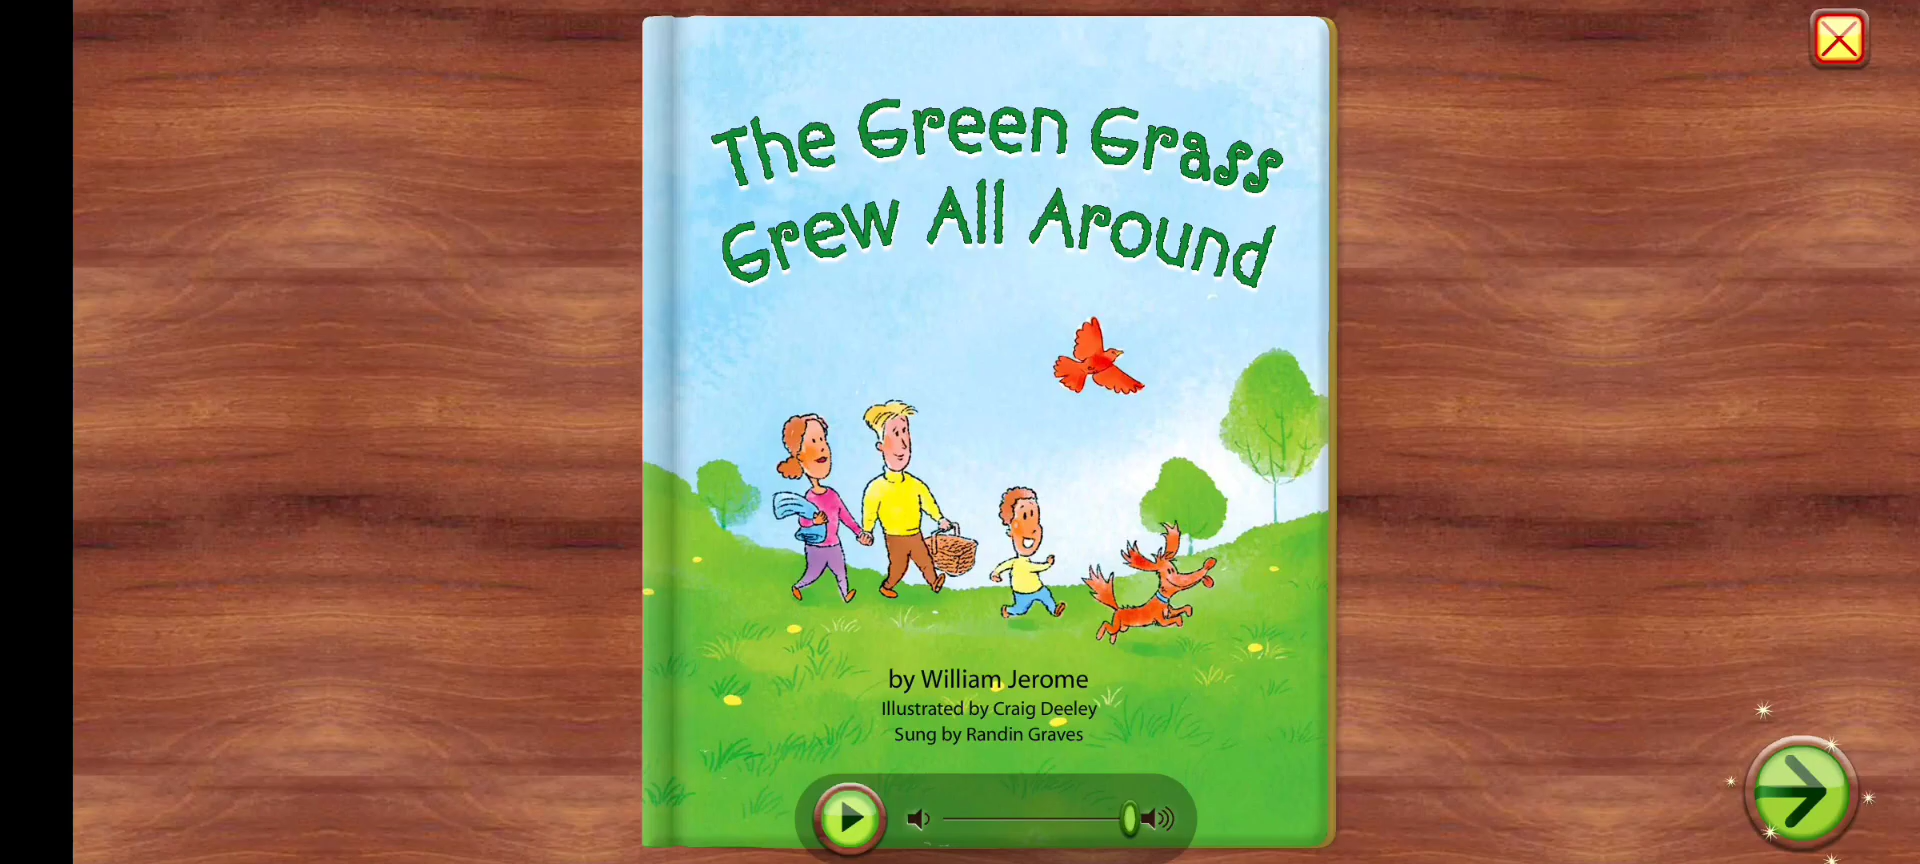 The Green Grass
Grew All Around
by William Jerome
Illustrated by Craig Deeley
Sung by Randin Graves